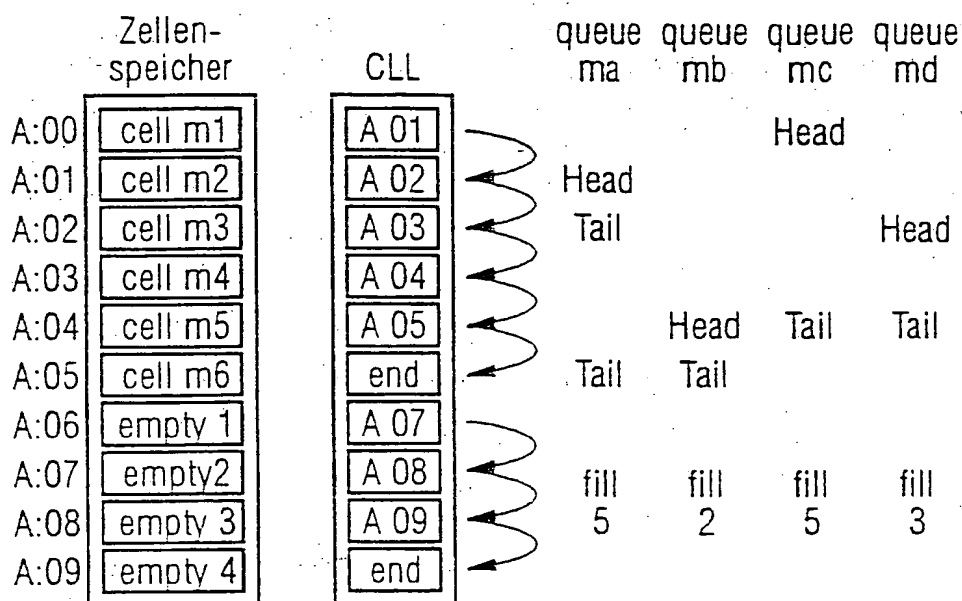 Zellen-
speicher CLL queue queue queue queue
ma mb mc md
A:00 cell m1 A 01 Head
A:01 cell m2 A 02 Head
A:02 cell m3 A 03 Tail Head
A:03 cell m4 A 04
A:04 cell m5 A 05 Head Tail Tail
A:05 cell m6 end Tail Tail
A:06 empty 1 A 07
A:07 empty2 A 08 fill fill fill fill
A:08 empty 3 A 09 5 2 5 3
A:09 empty 4 end